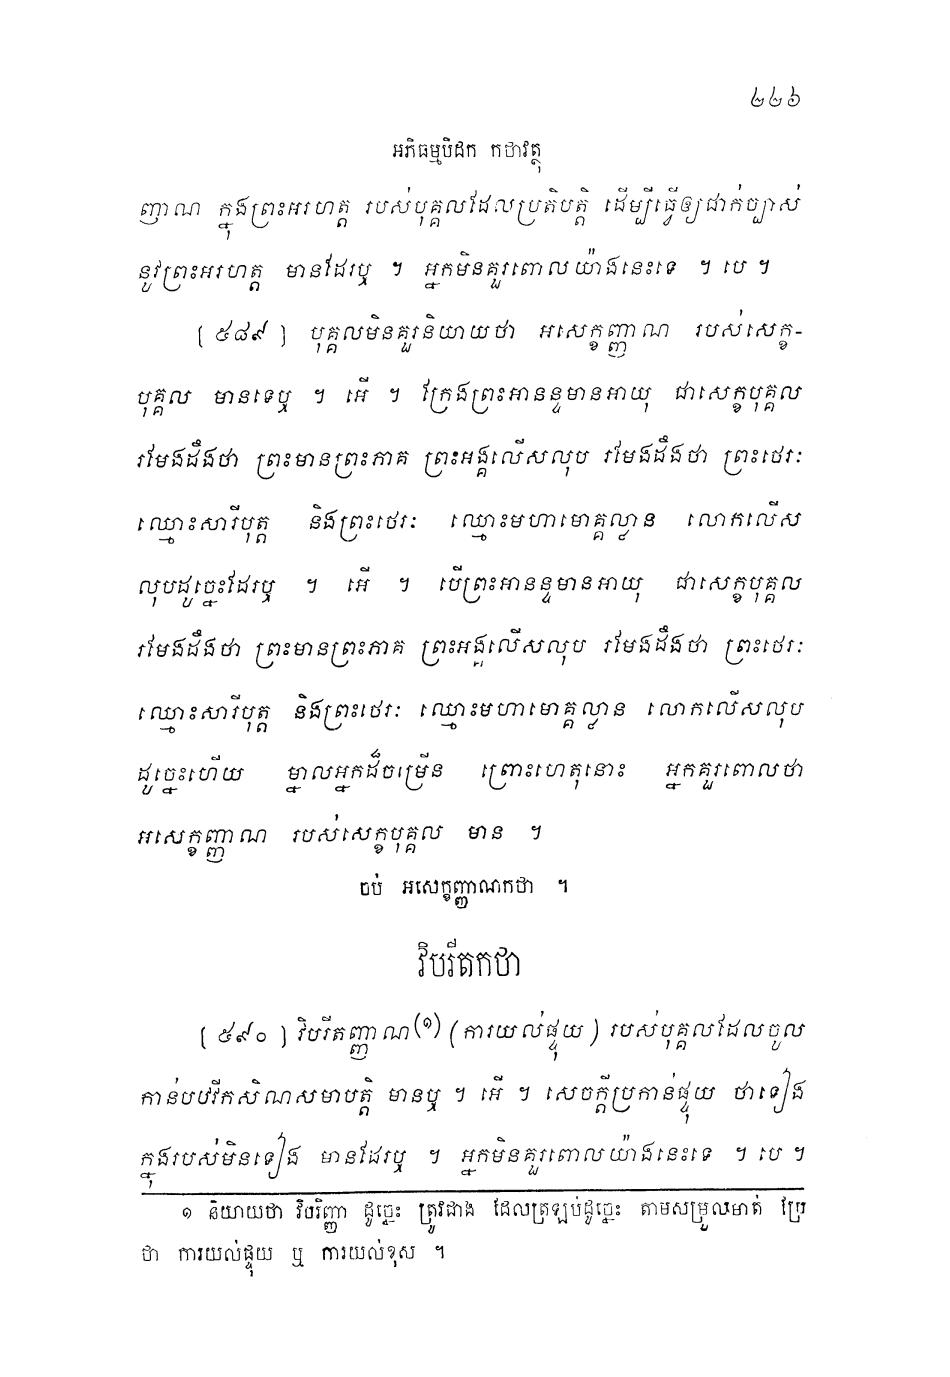 ២២៦
អភិធម្មបិដក កថាវត្ថុ
ញាណ ក្នុងព្រះអរហត្ត របស់បុគ្គលដែលប្រតិបត្តិ ដើម្បីធ្វើឲ្យជាក់ច្បាស់
នូវព្រះអរហត្ត មានដែរឬ ។ អ្នកមិនគួរពោលយ៉ាងនេះទេ ។ បេ ។
[ ៥៨៩ ] បុគ្គលមិនគួរនិយាយថា អសេក្ខញ្ញាណ របស់សេក្ខ-
បុគ្គល មានទេឬ ។ អើ ។ ក្រែងព្រះអានន្ទមានអាយុ ជាសេក្ខបុគ្គល
រមែងដឹងថា ព្រះមានព្រះភាគ ព្រះអង្គលើសលុប រមែងដឹងថា ព្រះថេរៈ
ឈ្មោះសារីបុត្ត និងព្រះថេរៈ ឈ្មោះមហាមោគ្គល្លាន លោកលើស
លុបដូច្នេះដែរឬ ។ អើ ។ បើព្រះអានន្ទមានអាយុ ជាសេក្ខបុគ្គល
រមែងដឹងថា ព្រះមានព្រះភាគ ព្រះអង្គលើសលុប រមែងដឹងថា ព្រះថេរៈ
ឈ្មោះសារីបុត្ត និងព្រះថេរៈ ឈ្មោះមហាមោគ្គល្លាន លោកលើសលុប
ដូច្នេះហើយ ម្នាលអ្នកដ៏ចម្រើន ព្រោះហេតុនោះ អ្នកគួរពោលថា
អសេក្ខញ្ញាណ របស់សេក្ខបុគ្គល មាន ។
ចប់ អសេក្ខញ្ញាណកថា ។
វិបរីតកថា
[ ៥៩០ ] វិបរីតញ្ញាណ(១) (ការយល់ផ្ទុយ) របស់បុគ្គលដែលចូល
កាន់បឋវីកសិណសមាបត្តិ មានឬ ។ អើ ។ សេចក្តីប្រកាន់ផ្ទុយ ថាទៀង
ក្នុងរបស់មិនទៀង មានដែរឬ ។ អ្នកមិនគួរពោលយ៉ាងនេះទេ ។ បេ ។
១ និយាយថា វិបរិញ្ញា ដូច្នេះ ត្រូវជាង ដែលត្រឡប់ដូច្នេះ តាមសម្រួលមាត់ ប្រែ
ថា ការយល់ផ្ទុយ ឬ ការយល់ខុស ។